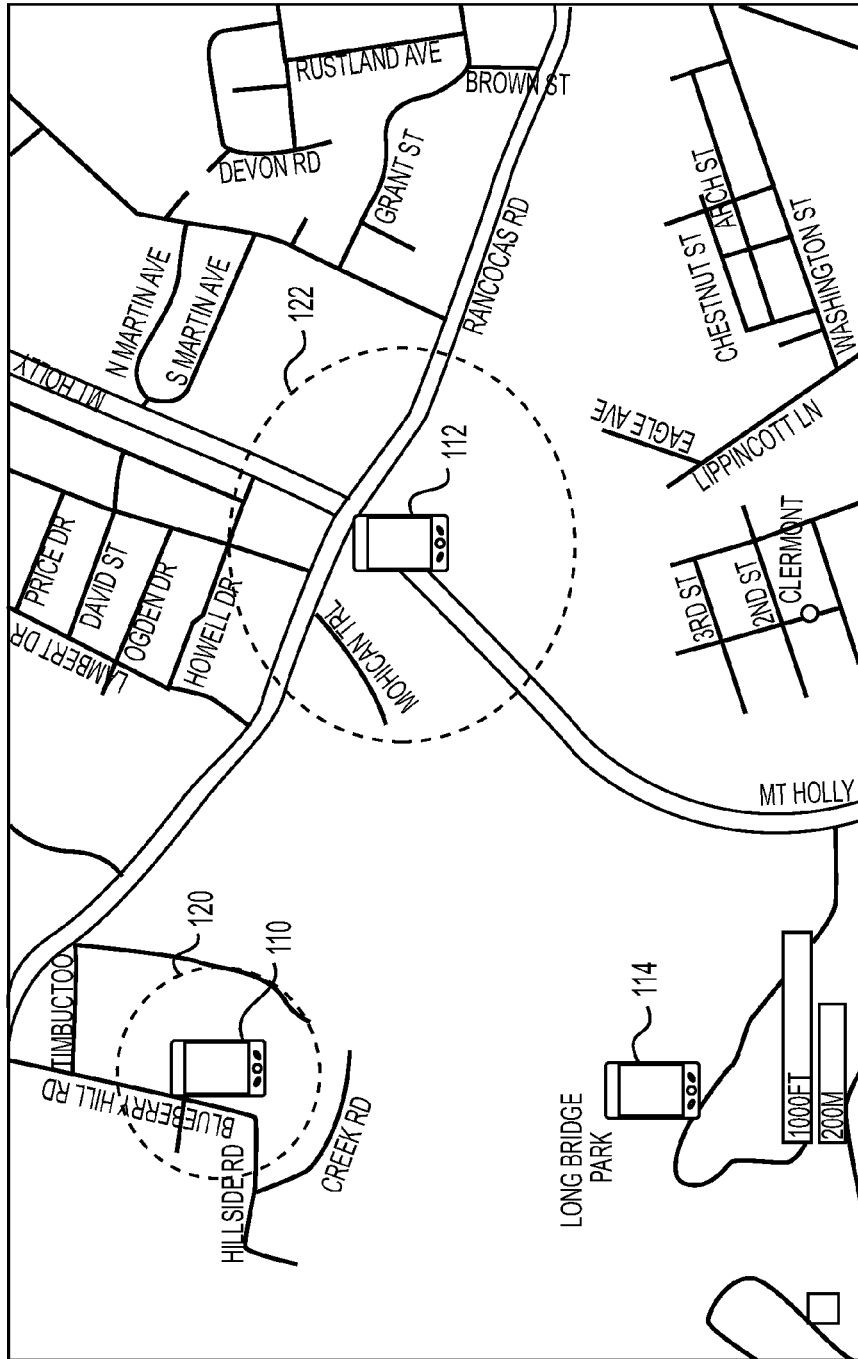 RUSTLAND AVE
BROWN ST
DEVON RD
GRANT ST
RANCOCAS RD
N MARTIN AVE
S MARTIN AVE
MT HOLLY
122
112
ARCH ST
CHESTNUT ST
WASHINGTON ST
EAGLE AVE
LIPPINCOTT LN
PRICE DR
DAVID ST
OGDEN DR
HOWELL DR
LAMBERT DR
MOHICAN TRL
3RD ST
2ND ST
CLERMONT
MT HOLLY
TIMBUCTOO
120
110
BLUEBERRY HILL RD
HILLSIDE RD
CREEK RD
114
LONG BRIDGE
PARK
1000FT
200M